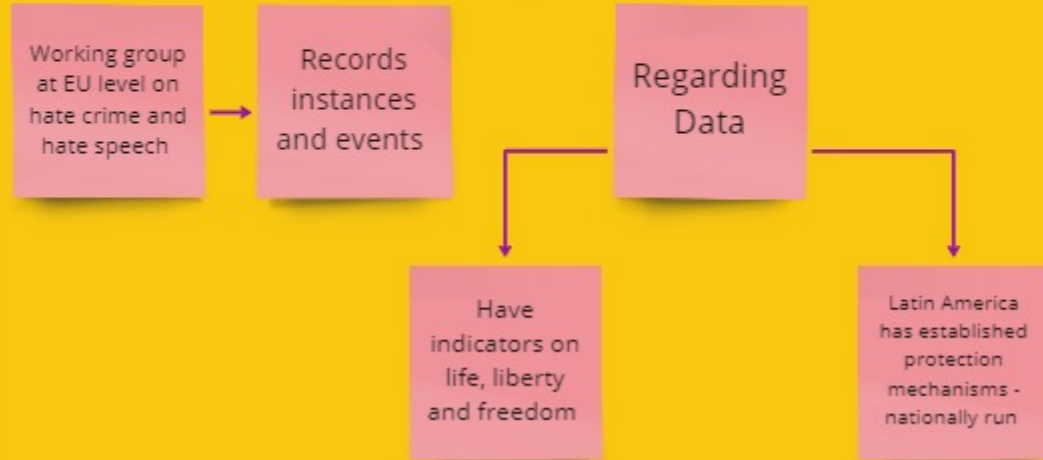 Working group
at EU level on
hate crime and
hate speech
Records
instances
and events
Regarding
Data
Have
indicators on
life, liberty
and freedom
Latin America
has established
protection
mechanisms -
nationally run